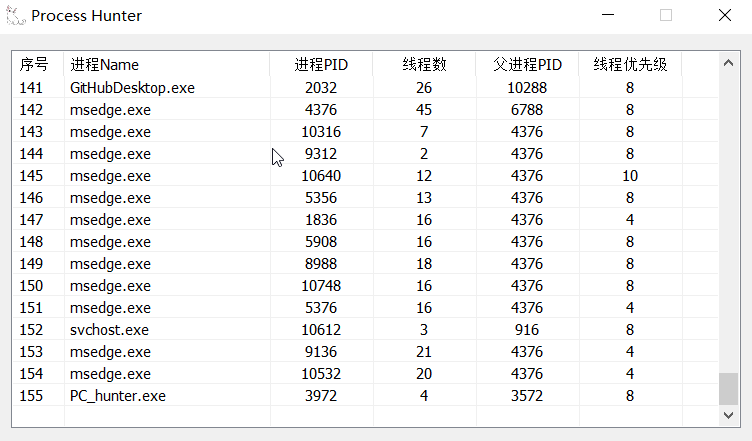 Process Hunter
序号 进程Name 进程PID 线程数 父进程PID 线程优先级
141 GitHubDesktop.exe 2032 26 10288 8
142 msedge.exe 4376 45 6788 8
143 msedge.exe 10316 7 4376 8
144 msedge.exe 9312 2 4376 8
145 msedge.exe 10640 12 4376 10
146 msedge.exe 5356 13 4376 8
147 msedge.exe 1836 16 4376 4
148 msedge.exe 5908 16 4376 8
149 msedge.exe 8988 18 4376 8
150 msedge.exe 10748 16 4376 8
151 msedge.exe 5376 16 4376 4
152 svchost.exe 10612 3 916 8
153 msedge.exe 9136 21 4376 4
154 msedge.exe 10532 20 4376 4
155 PC_hunter.exe 3972 4 3572 8